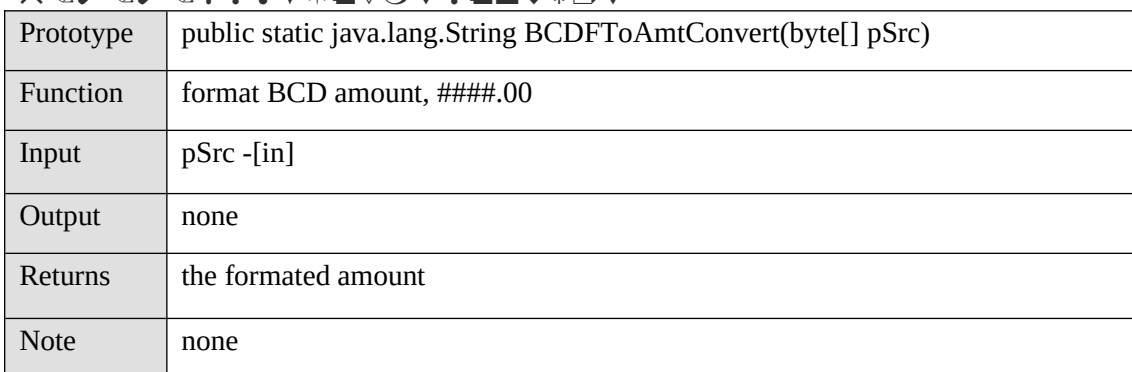 Prototype public static java.lang.String BCDFToAmtConvert(byte[] pSrc)
Function format BCD amount, ####.00
Input pSrc -[in]
Output none
Returns the formated amount
Note none